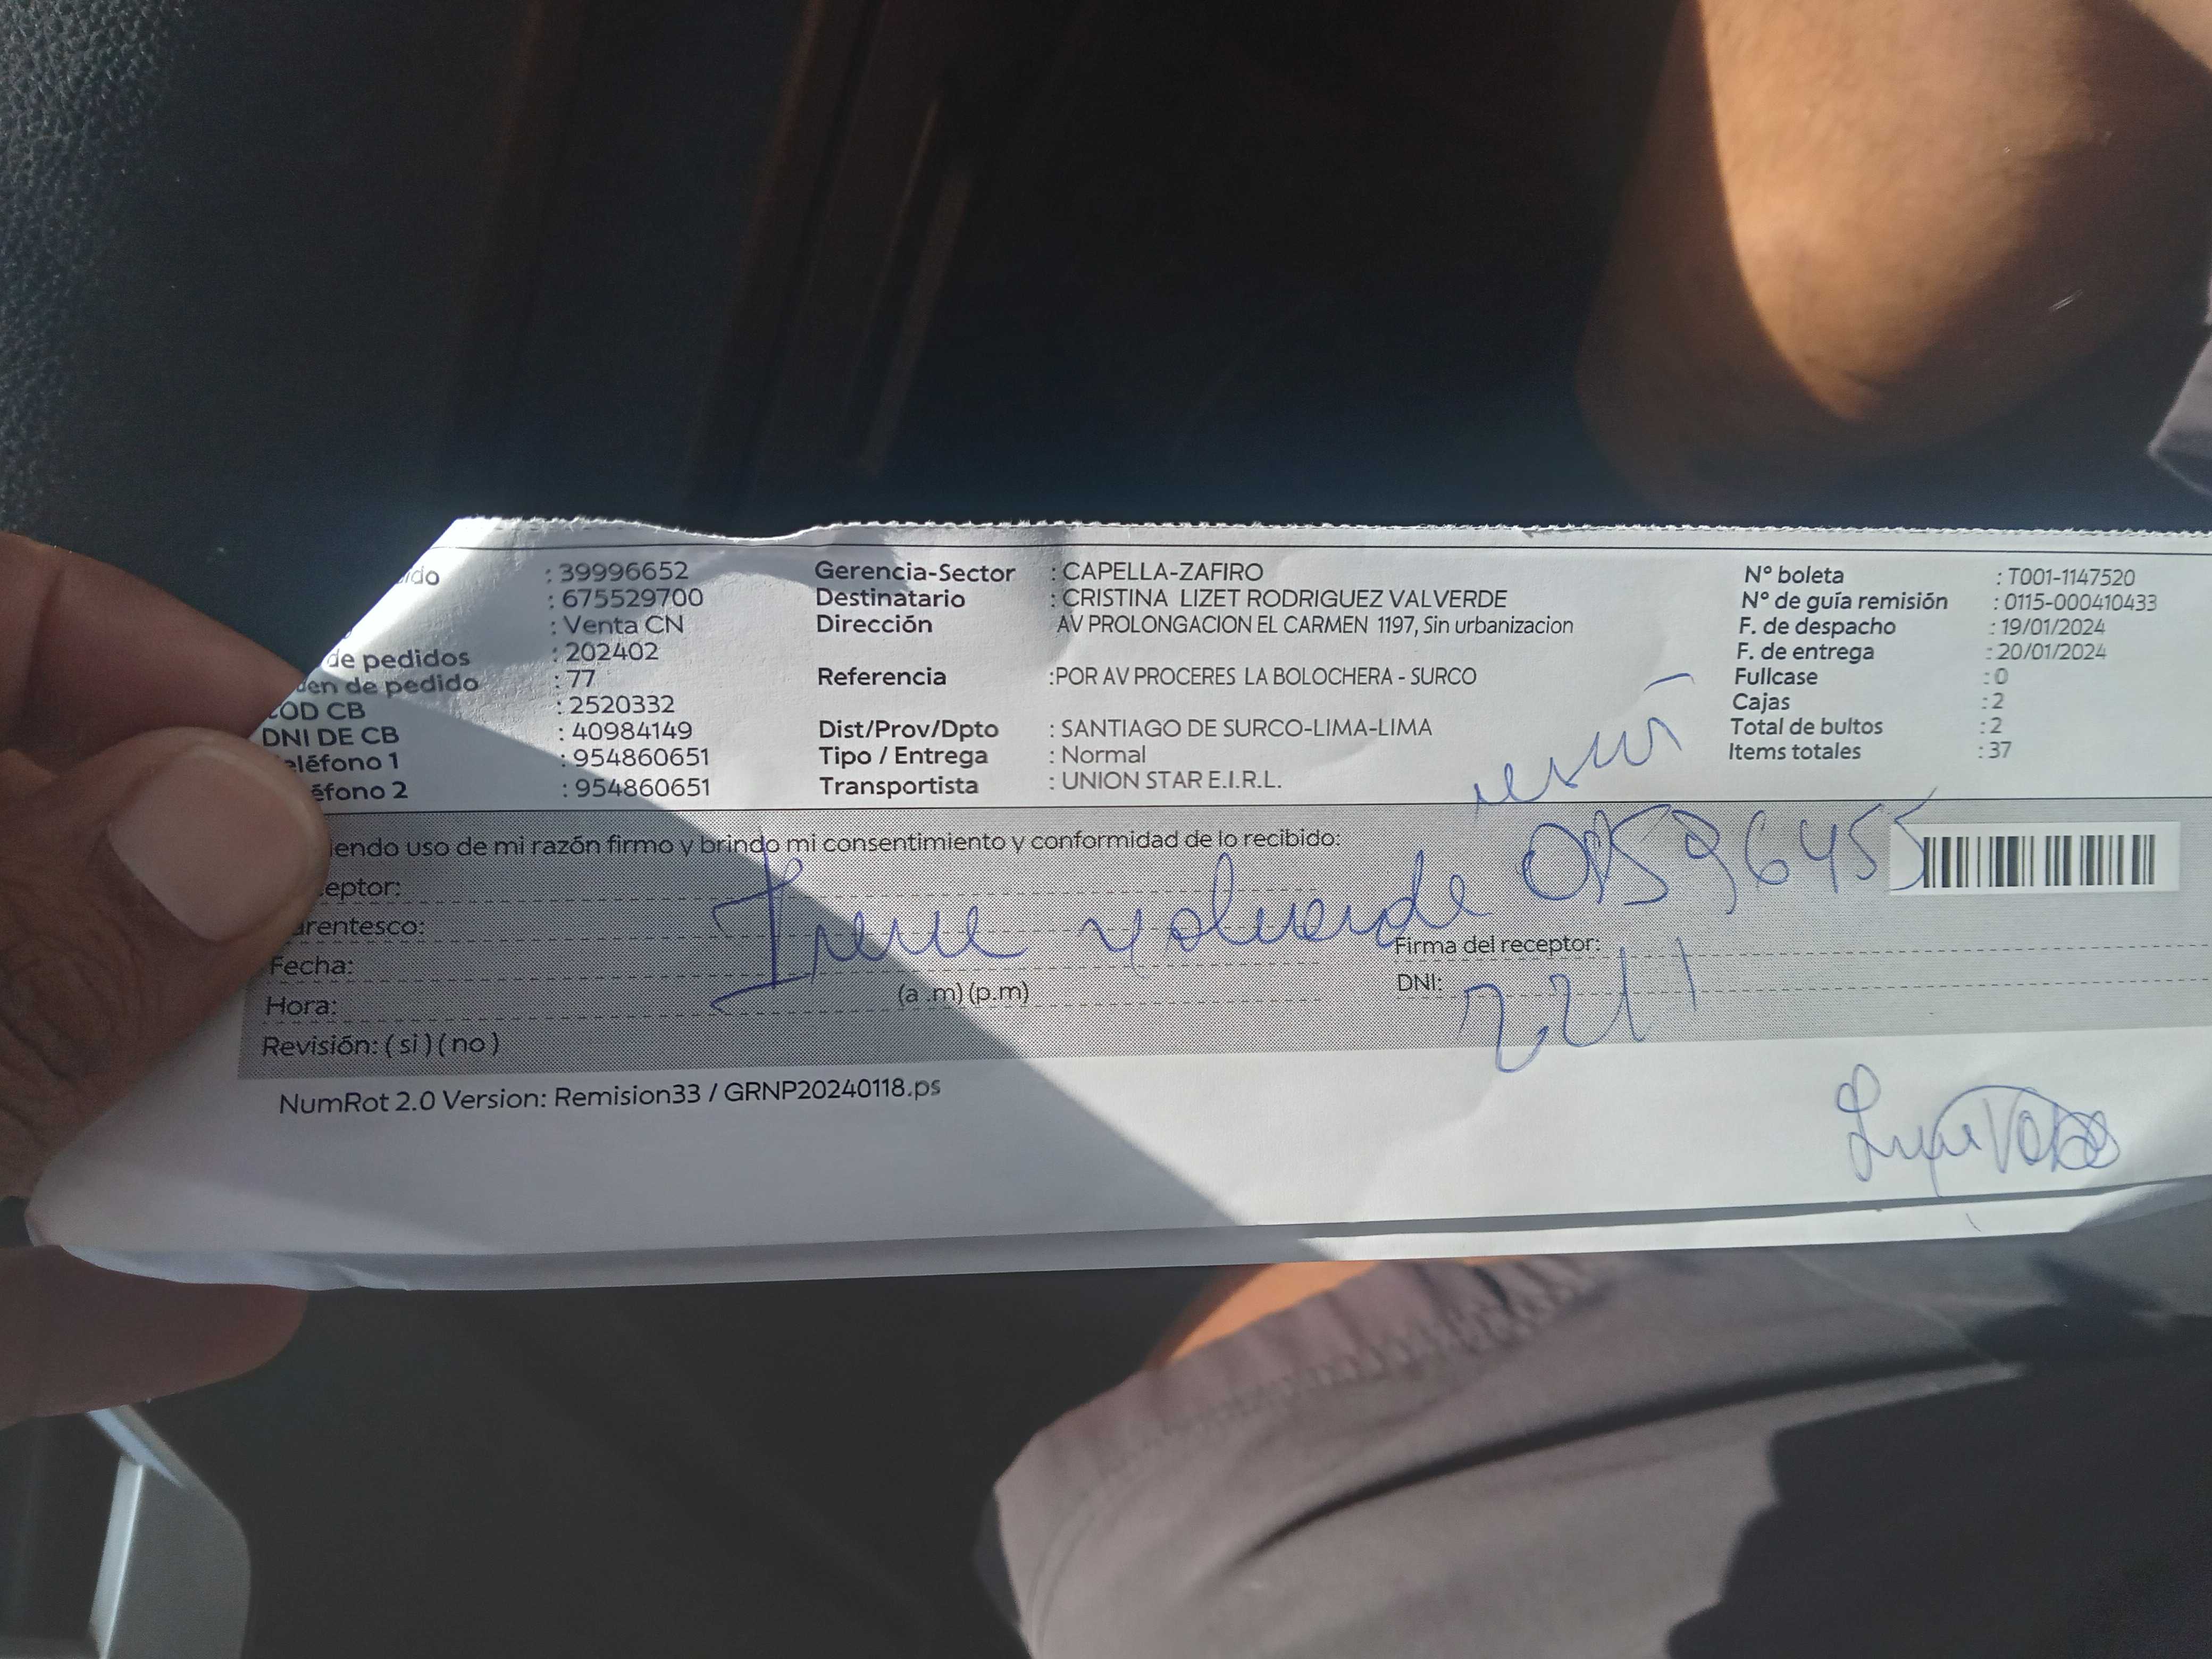 ido : 39996652
: 675529700
: Venta CN
de pedidos : 202402
den de pedido : 77
COD CB : 2520332
DNI DE CB : 40984149
eléfono 1 : 954860651
éfono 2 : 954860651
Gerencia-Sector : CAPELLA-ZAFIRO
Destinatario : CRISTINA LIZET RODRIGUEZ VALVERDE
Dirección AV PROLONGACION EL CARMEN 1197, Sin urbanizacion
Referencia :POR AV PROCERES LA BOLOCHERA - SURCO
Dist/Prov/Dpto : SANTIAGO DE SURCO-LIMA-LIMA
Tipo / Entrega : Normal
Transportista : UNION STAR E.I.R.L.
Nº boleta : T001-1147520
Nº de guía remisión : 0115-000410433
F. de despacho : 19/01/2024
F. de entrega : 20/01/2024
Fullcase : 0
Cajas : 2
Total de bultos : 2
Items totales : 37
iendo uso de mi razón firmo y brindo mi consentimiento y conformidad de lo recibido:
ceptor:
arentesco:
Irene Valverde
Fecha:
Firma del receptor:
Hora: (a .m) (p.m)
DNI:
Revisión: ( si ) ( no )
NumRot 2.0 Version: Remision33 / GRNP20240118.ps